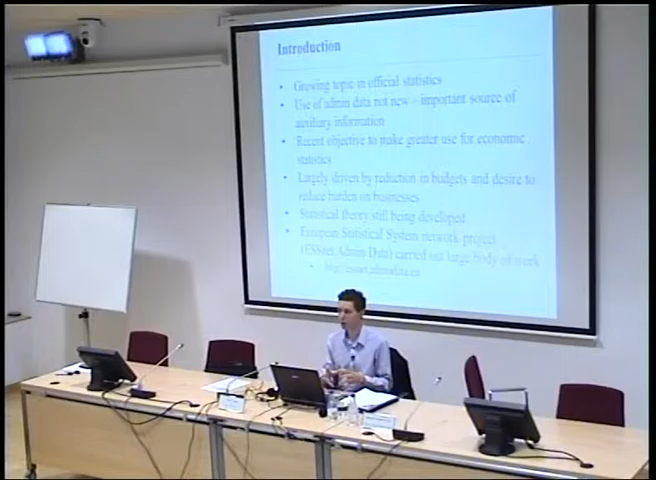 Introduction
• Growing topic in official statistics
• Use of admin data not new – important source of
auxiliary information
• Recent objective to make greater use for economic
statistics
• Largely driven by reduction in budgets and desire to
reduce burden on businesses
• Statistical theory still being developed
• European Statistical System network project
(ESSnet Admin Data) carried out large body of work